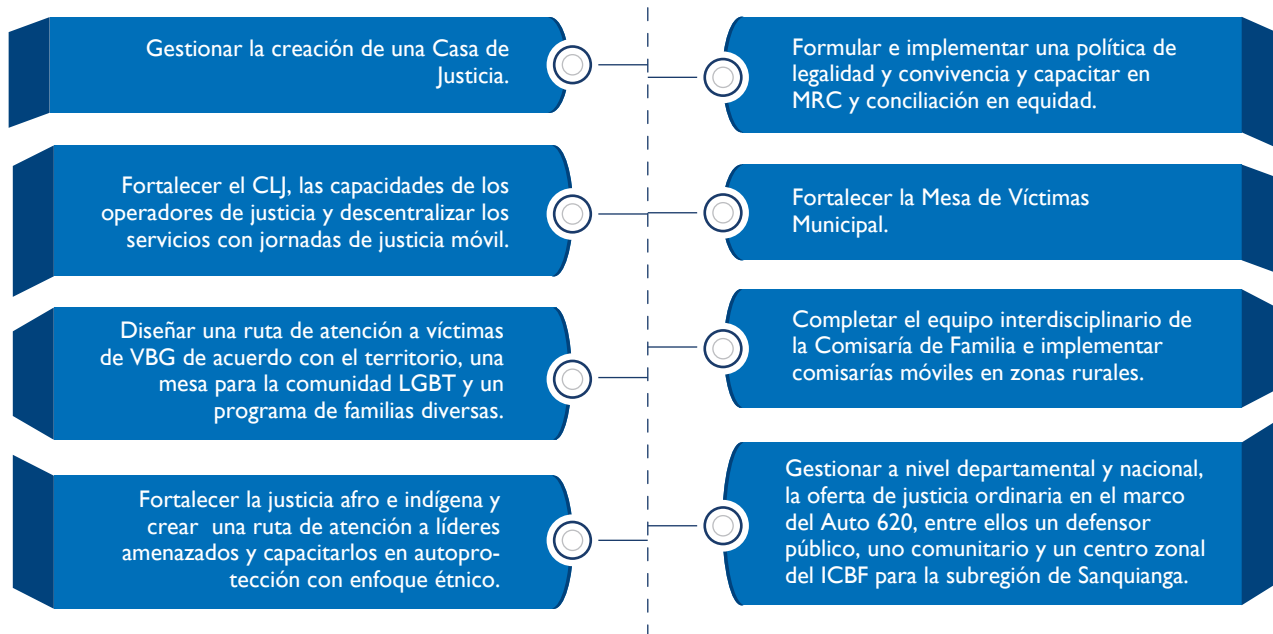 Gestionar la creación de una Casa de
Justicia.
Formular e implementar una política de
legalidad y convivencia y capacitar en
MRC y conciliación en equidad.
Fortalecer el CLJ, las capacidades de los
operadores de justicia y descentralizar los
servicios con jornadas de justicia móvil.
Fortalecer la Mesa de Víctimas
Municipal.
Diseñar una ruta de atención a víctimas
de VBG de acuerdo con el territorio, una
mesa para la comunidad LGBT y un
programa de familias diversas.
Completar el equipo interdisciplinario de
la Comisaría de Familia e implementar
comisarías móviles en zonas rurales.
Fortalecer la justicia afro e indígena y
crear una ruta de atención a líderes
amenazados y capacitarlos en autopro-
tección con enfoque étnico.
Gestionar a nivel departamental y nacional,
la oferta de justicia ordinaria en el marco
del Auto 620, entre ellos un defensor
público, uno comunitario y un centro zonal
del ICBF para la subregión de Sanquianga.